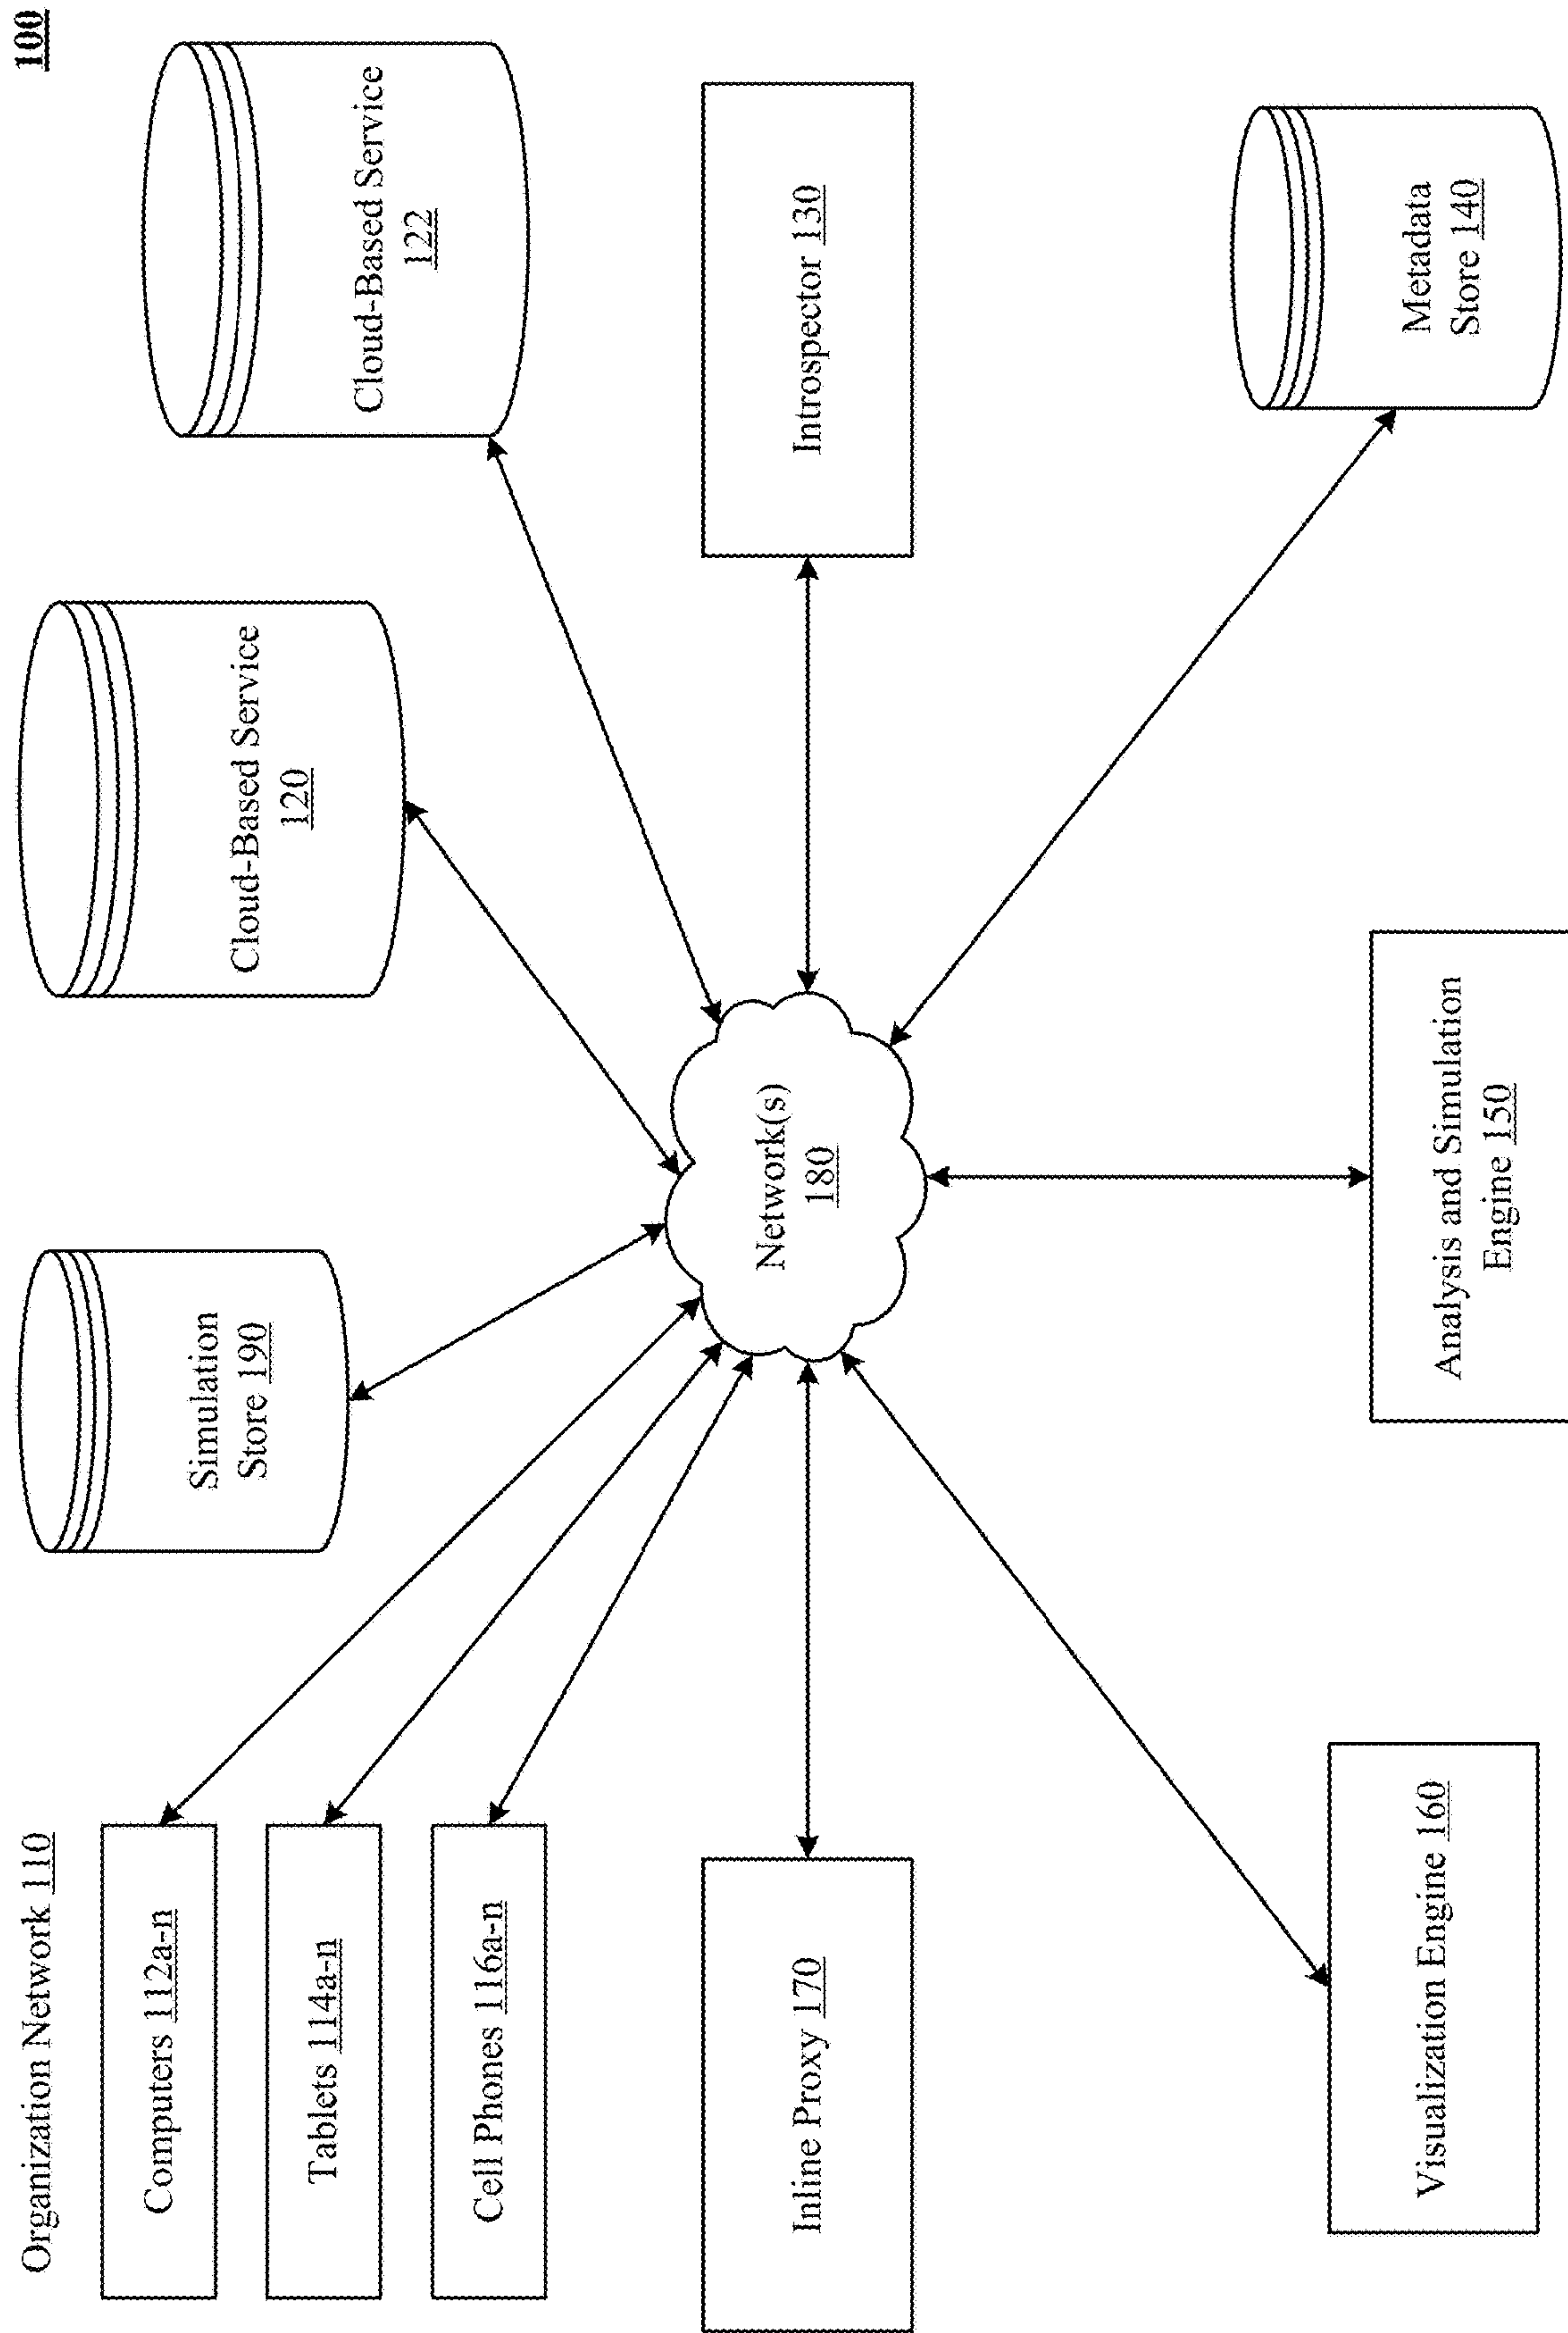 100
Organization Network 110
Computers 112a-n
Tablets 114a-n
Cell Phones 116a-n
Simulation
Store 190
Cloud-Based Service
120
Cloud-Based Service
122
Inline Proxy 170
Network(s)
180
Introspector 130
Visualization Engine 160
Analysis and Simulation
Engine 150
Metadata
Store 140